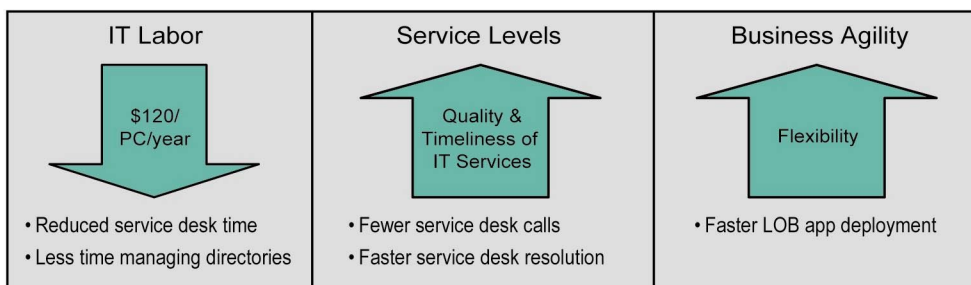 IT Labor
$120/
PC/year
• Reduced service desk time
• Less time managing directories
Service Levels
Quality &
Timeliness of
IT Services
• Fewer service desk calls
• Faster service desk resolution
Business Agility
Flexibility
• Faster LOB app deployment